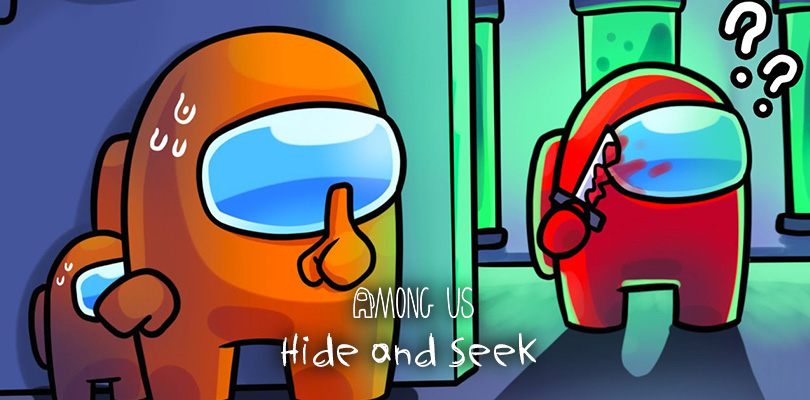 ? ?
AMONG US
Hide and Seek